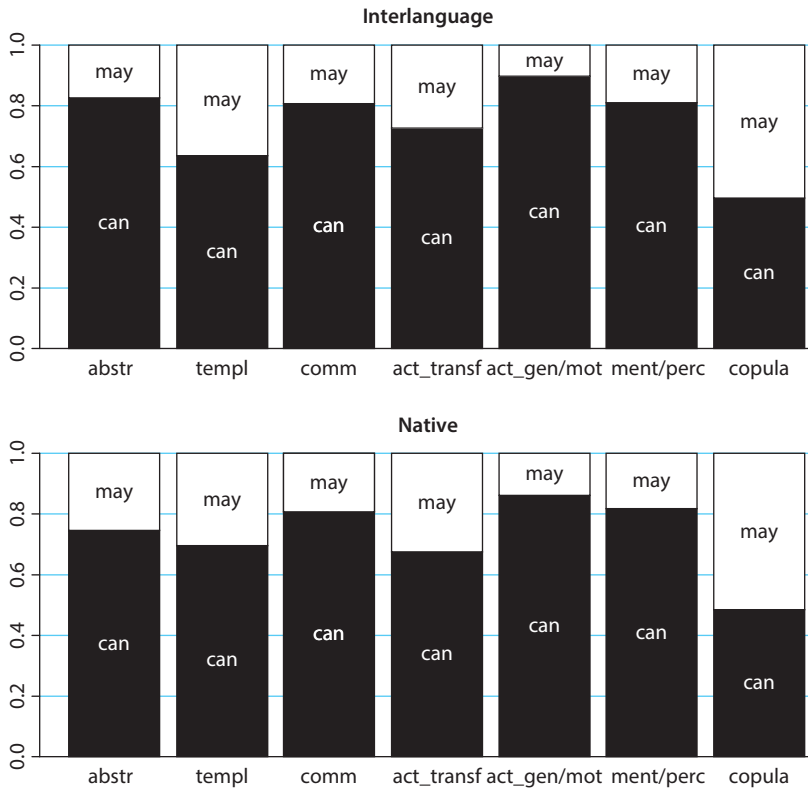 Interlanguage
1.0
0.8
0.6
0.4
0.2
0.0
may may may may may may may
can can can can can can can
abstr templ comm act_transf act_gen/mot ment/perc copula
Native
1.0
0.8
0.6
0.4
0.2
0.0
may may may may may may may
can can can can can can can
abstr templ comm act_transf act_gen/mot ment/perc copula